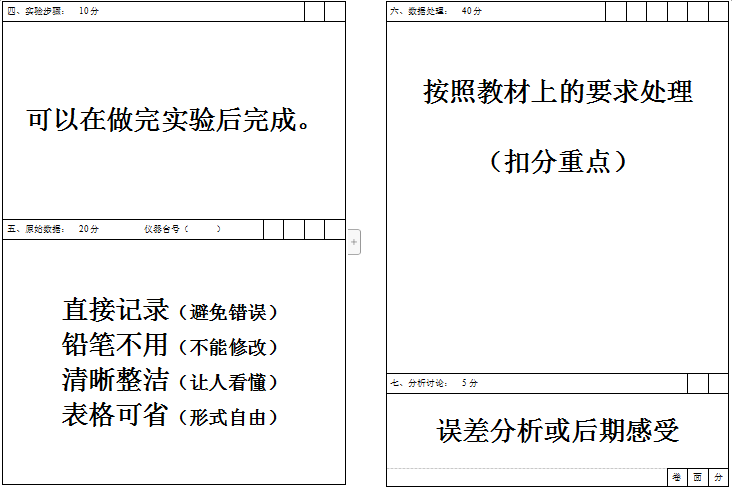 四、实验步骤： 10分
可以在做完实验后完成。
五、原始数据： 20分 仪器台号（ ）
直接记录（避免错误）
铅笔不用（不能修改）
清晰整洁（让人看懂）
表格可省（形式自由）
六、数据处理： 40分
按照教材上的要求处理
（扣分重点）
七、分析讨论： 5分
误差分析或后期感受
卷面分